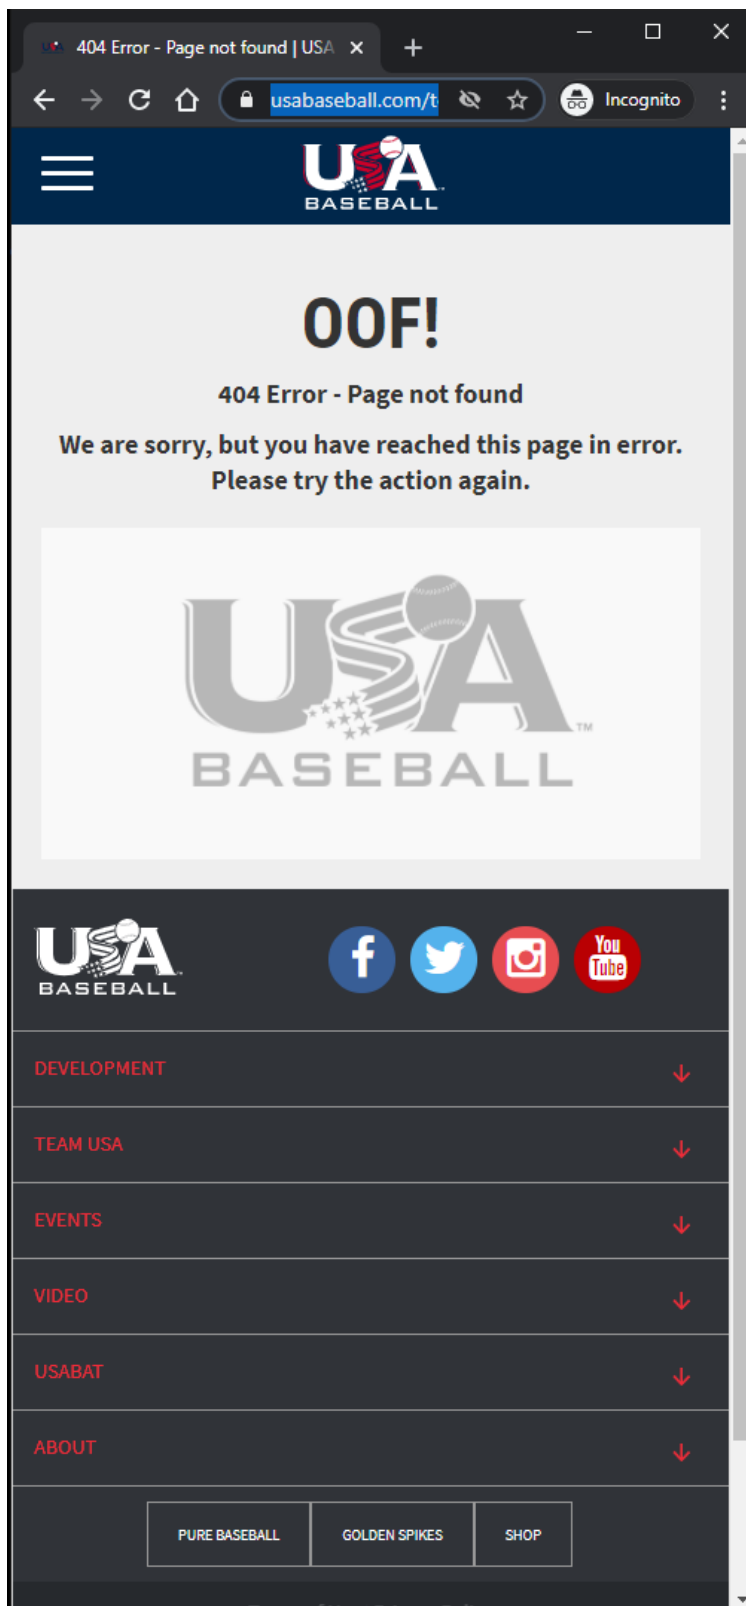 404 Error - Page not found | USA
usabaseball.com/t
Incognito
USA
BASEBALL
OOF!
404 Error - Page not found
We are sorry, but you have reached this page in error.
Please try the action again.
USA™
BASEBALL
USA
BASEBALL
f
You
Tube
DEVELOPMENT
TEAM USA
EVENTS
VIDEO
USABAT
ABOUT
PURE BASEBALL
GOLDEN SPIKES
SHOP